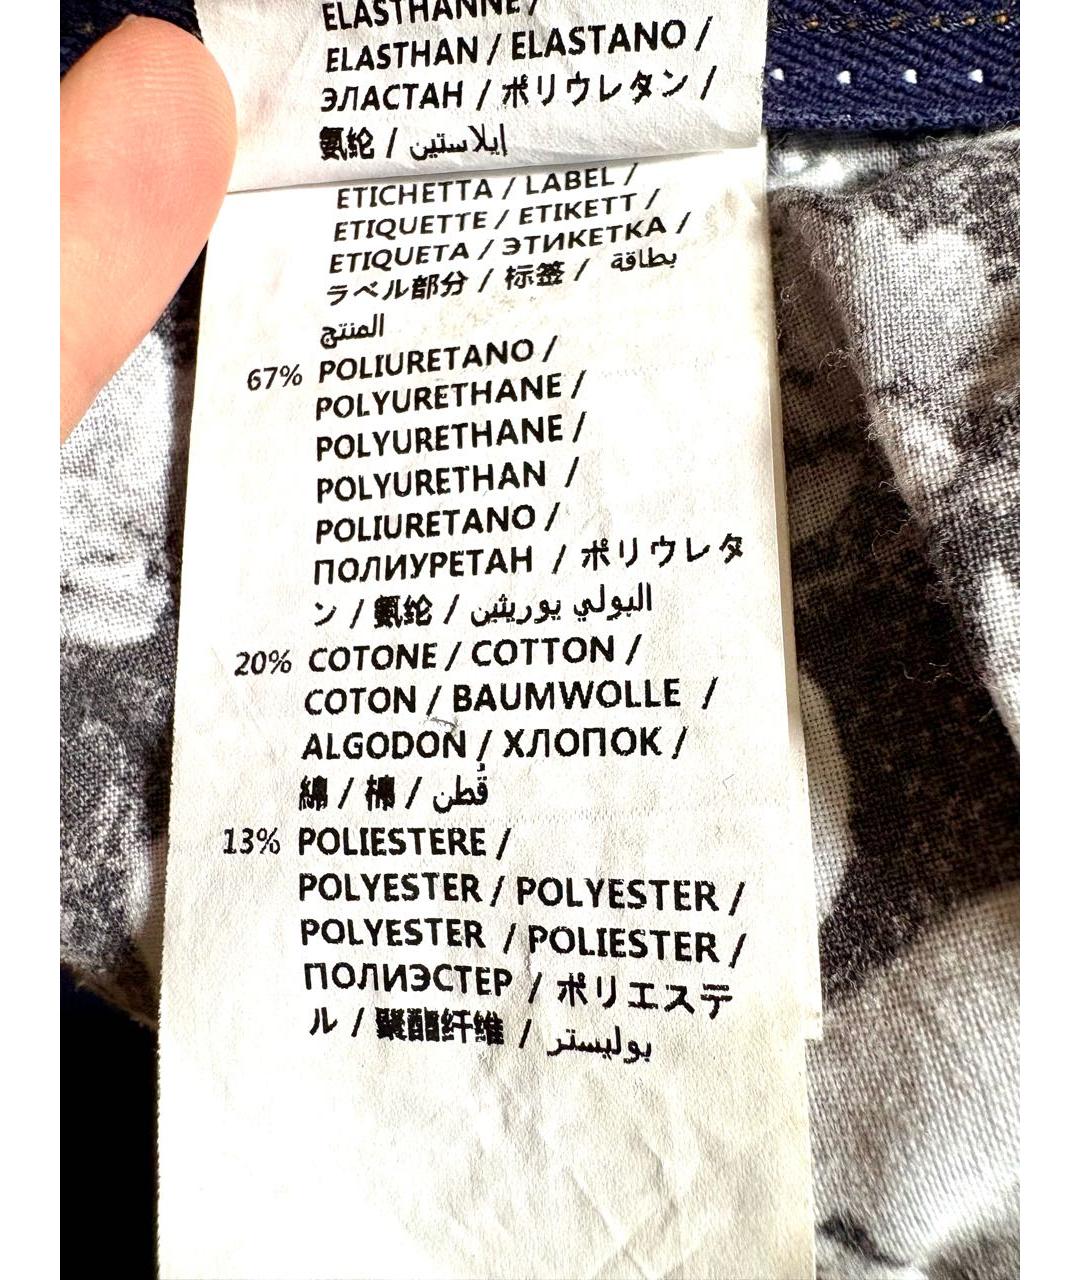 ELASTHANNE /
ELASTHAN / ELASTANO /
ЭЛАСТАН / ポリウレタン /
氨纶 / إيلاستين
ETICHETTA / LABEL /
ETIQUETTE / ETIKETT /
ETIQUETA / ЭТИКЕТКА /
ラベル部分 / 标签 / بطاقة
المنتج
67% POLIURETANO /
POLYURETHANE /
POLYURETHANE /
POLYURETHAN /
POLIURETANO /
ПОЛИУРЕТАН / ポリウレタ
ン / 氨纶 / البولي يوريثين
20% COTONE / COTTON /
COTON / BAUMWOLLE /
ALGODON / ХЛОПОК /
綿 / 棉 / قُطن
13% POLIESTERE /
POLYESTER / POLYESTER /
POLYESTER / POLIESTER /
ПОЛИЭСТЕР / ポリエステ
ル / 聚酯纤维 / بوليستر